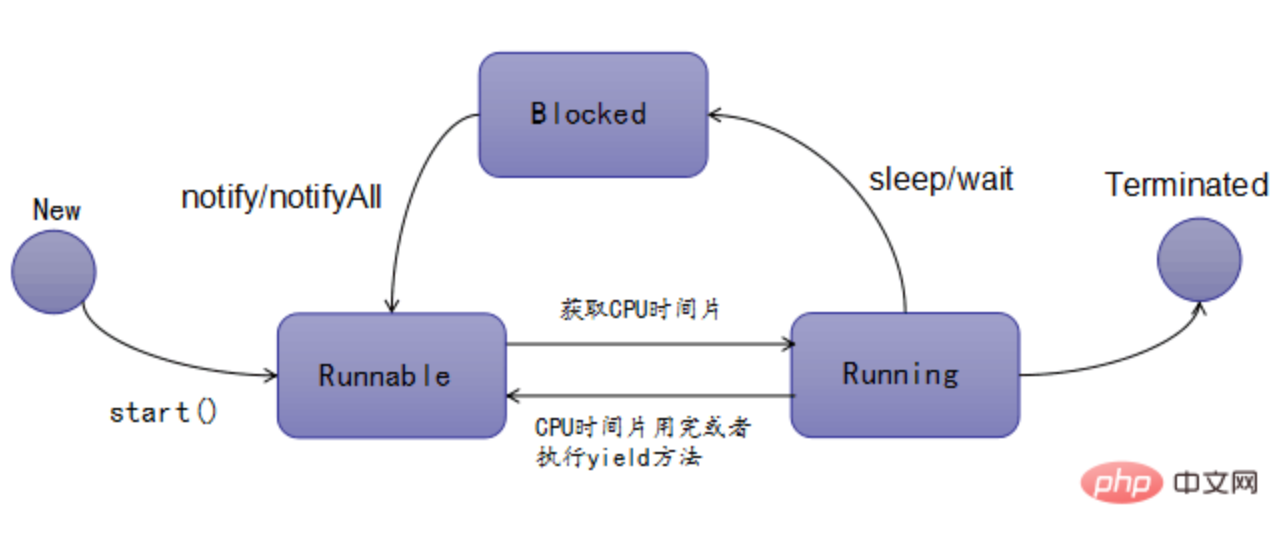 Blocked
notify/notifyAll
sleep/wait
Terminated
New
获取CPU时间片
Runnable
Running
start()
CPU时间片用完或者
执行yield方法
php 中文网